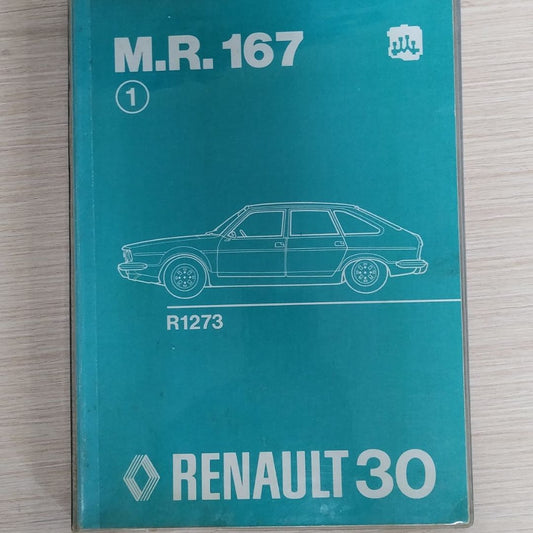 M.R. 167
1
R1273
RENAULT 30